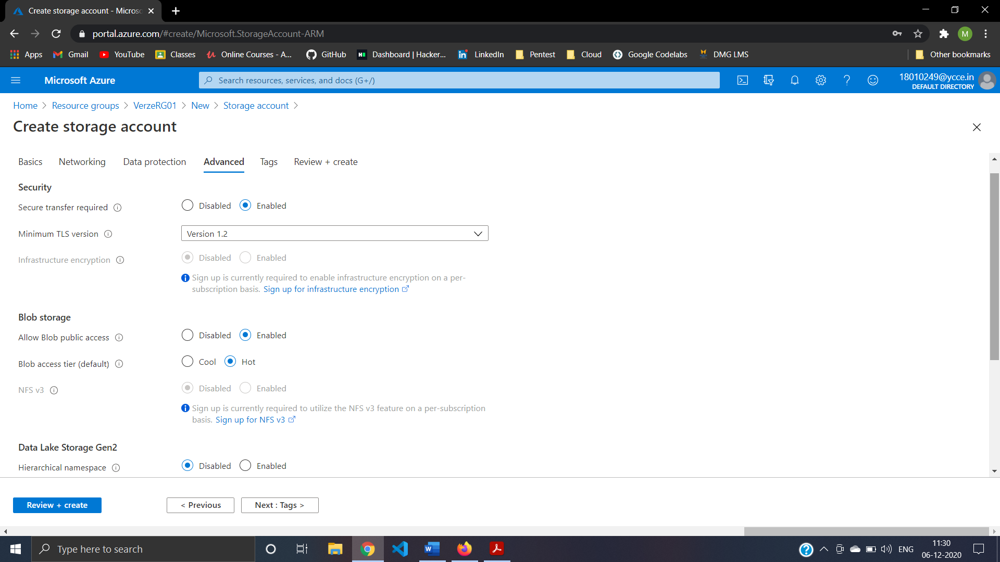 Create storage account - Micros
portal.azure.com/#create/Microsoft.StorageAccount-ARM
M
Apps Gmail YouTube Classes Online Courses - A... GitHub Dashboard | Hacker... LinkedIn Pentest Cloud Google Codelabs DMG LMS Other bookmarks
Microsoft Azure
Search resources, services, and docs (G+/)
18010249@ycce.in
DEFAULT DIRECTORY
Home > Resource groups > VerzeRG01 > New > Storage account >
Create storage account
Basics Networking Data protection Advanced Tags Review + create
Security
Secure transfer required Disabled Enabled
Minimum TLS version Version 1.2
Infrastructure encryption Disabled Enabled
Sign up is currently required to enable infrastructure encryption on a per-
subscription basis. Sign up for infrastructure encryption
Blob storage
Allow Blob public access Disabled Enabled
Blob access tier (default) Cool Hot
NFS v3 Disabled Enabled
Sign up is currently required to utilize the NFS v3 feature on a per-subscription
basis. Sign up for NFS v3
Data Lake Storage Gen2
Hierarchical namespace Disabled Enabled
Review + create < Previous Next : Tags >
Type here to search
ENG
11:30
06-12-2020